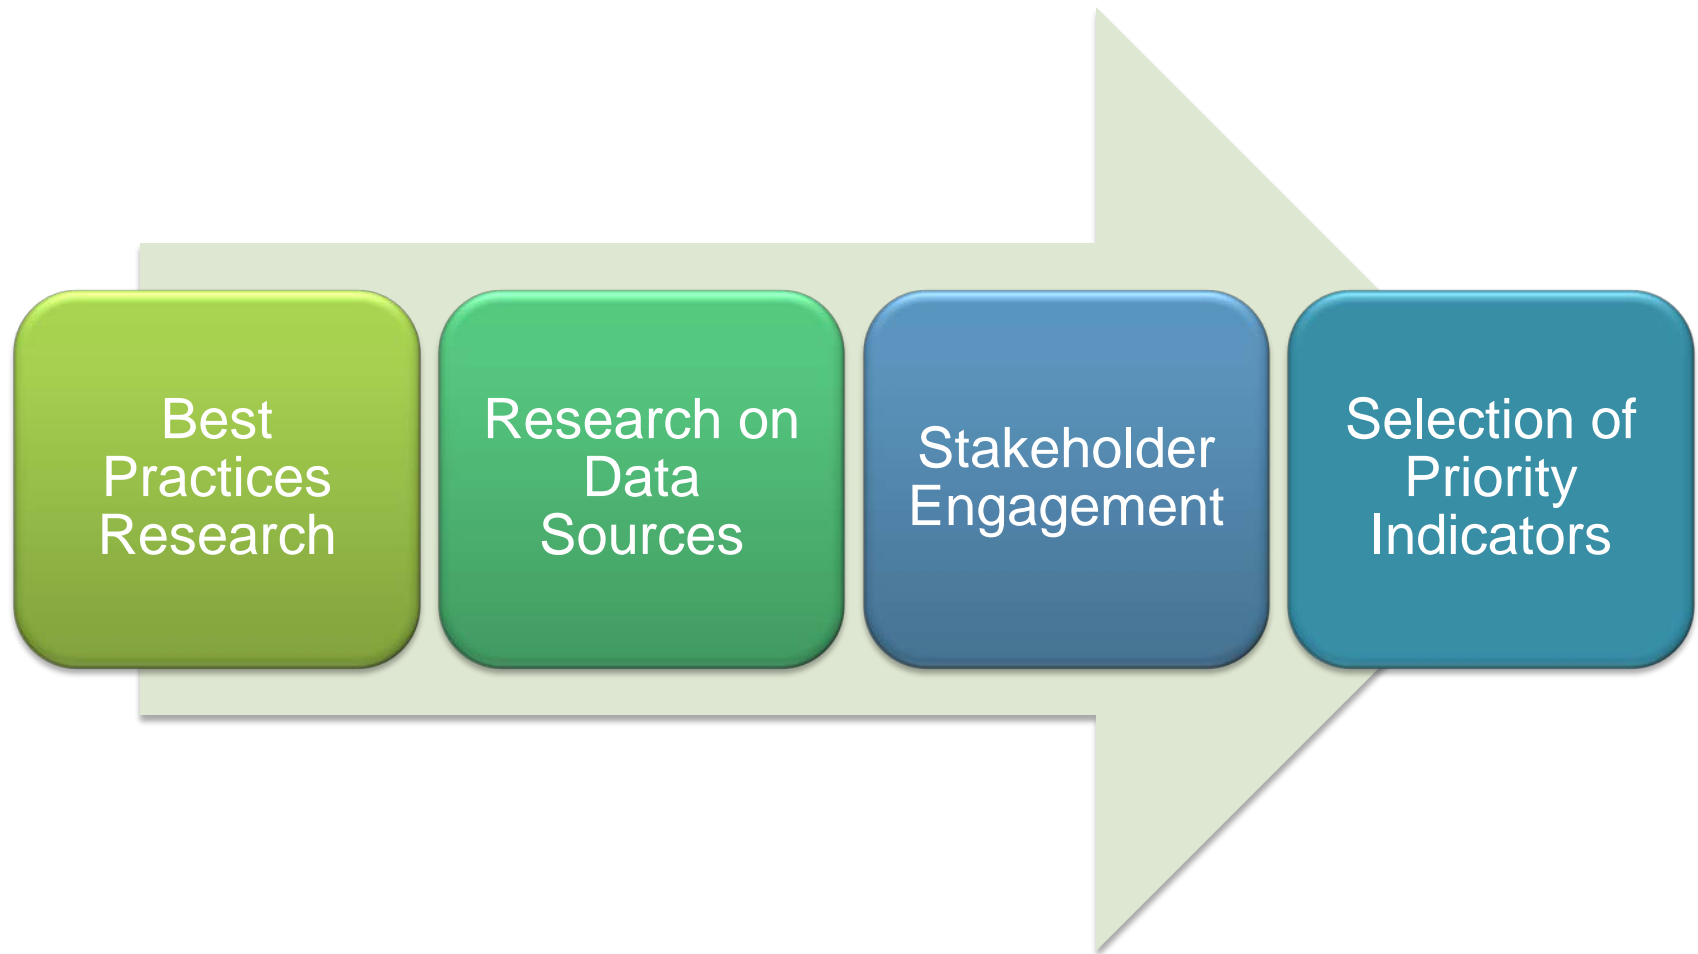 Best
Practices
Research
Research on
Data
Sources
Stakeholder
Engagement
Selection of
Priority
Indicators